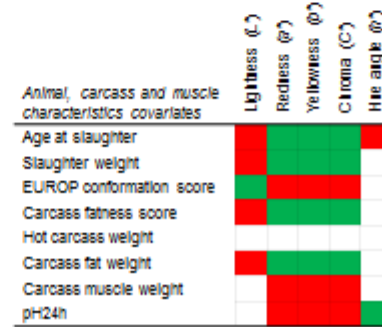 Lightness (L*)
Redness (a*)
Yellowness (b*)
Chroma (C*)
Hue angle (h*)
Animal, carcass and muscle
characteristics covariates
Age at slaughter
Slaughter weight
EUROP conformation score
Carcass fatness score
Hot carcass weight
Carcass fat weight
Carcass muscle weight
pH24h